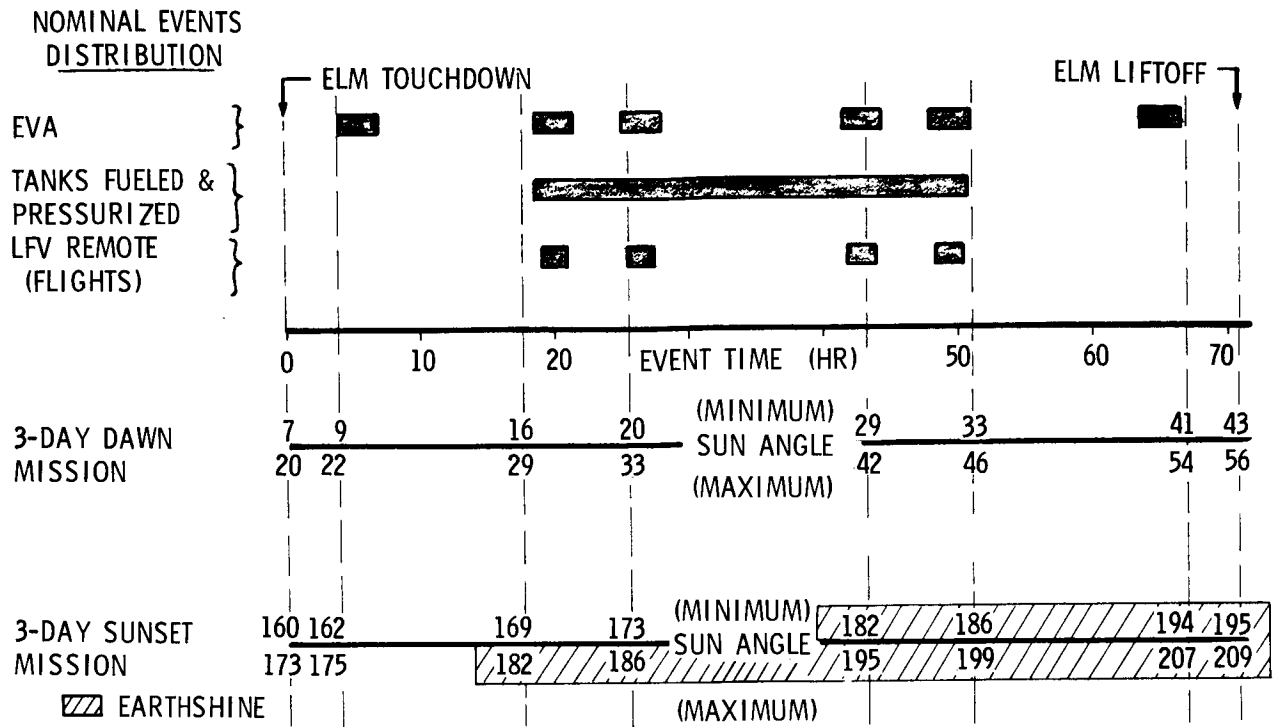 NOMINAL EVENTS
DISTRIBUTION
ELM TOUCHDOWN
ELM LIFTOFF
EVA
TANKS FUELED &
PRESSURIZED
LFV REMOTE
(FLIGHTS)
0 10 20 EVENT TIME (HR) 50 60 70
3-DAY DAWN
MISSION
7 9 16 20 (MINIMUM) 29 33 41 43
SUN ANGLE
20 22 29 33 (MAXIMUM) 42 46 54 56
3-DAY SUNSET
MISSION
160 162 169 173 (MINIMUM) 182 186 194 195
SUN ANGLE
173 175 182 186 195 199 207 209
EARTHSHINE
(MAXIMUM)